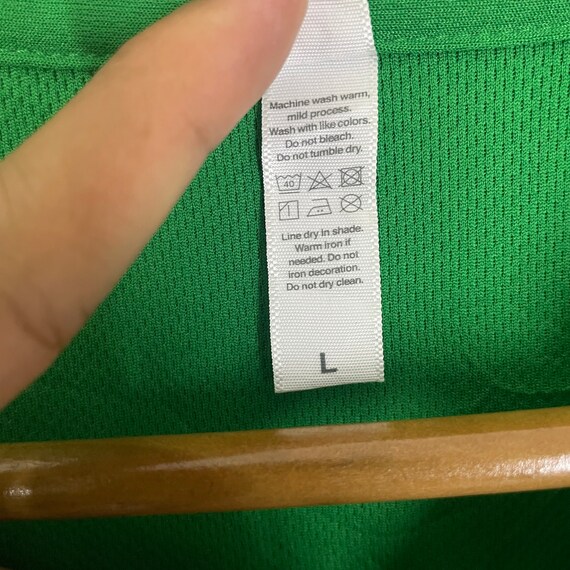 Machine wash warm,
mild process.
Wash with like colors.
Do not bleach.
Do not tumble dry.
40
Line dry in shade.
Warm iron if
needed. Do not
iron decoration.
Do not dry clean.
L